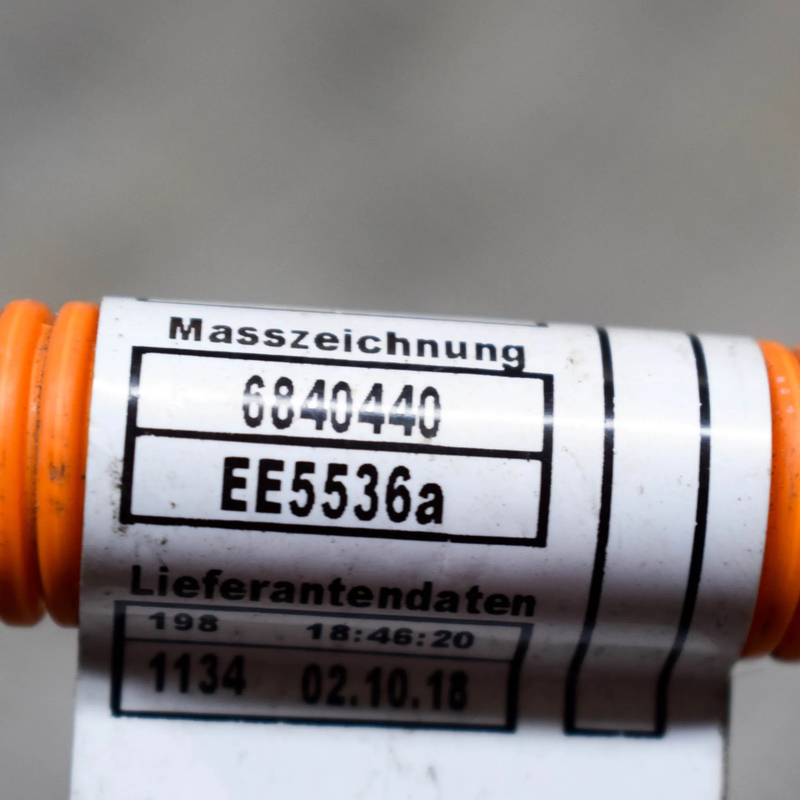 Masszeichnung
6840440
EE5536a
Lieferantendaten
198 18:46:20
1134 02.10.18